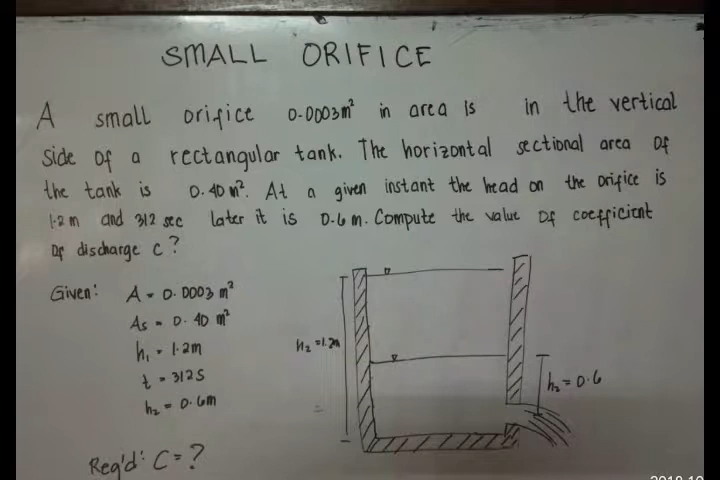 SMALL ORIFICE
A small orifice 0.0003m² in area is in the vertical
side of a rectangular tank. The horizontal sectional area of
the tank is 0.40 m². At a given instant the head on the orifice is
1.2 m and 312 sec later it is 0.6 m. Compute the value of coefficient
of discharge C?
Given: A = 0.0003 m²
As = 0.40 m²
h₁ = 1.2m
t = 312 s
h₂ = 0.6m
Req'd: C = ?
h₂ = 1.2m
h₂ = 0.6